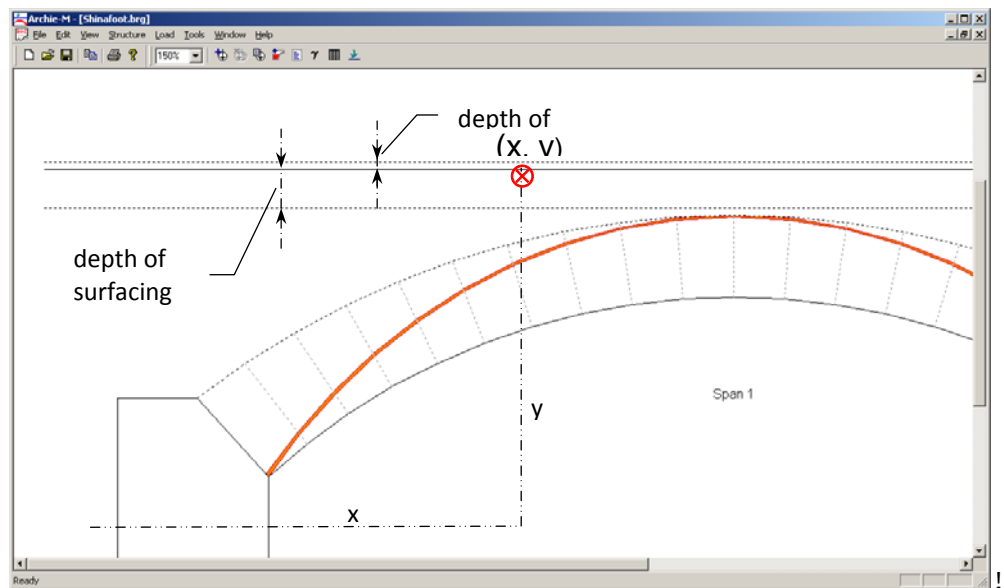 Archie-M - [Shinafoot.brg]
File Edit View Structure Load Tools Window Help
150%
depth of
(x, y)
depth of
surfacing
y
Span 1
x
Ready
!